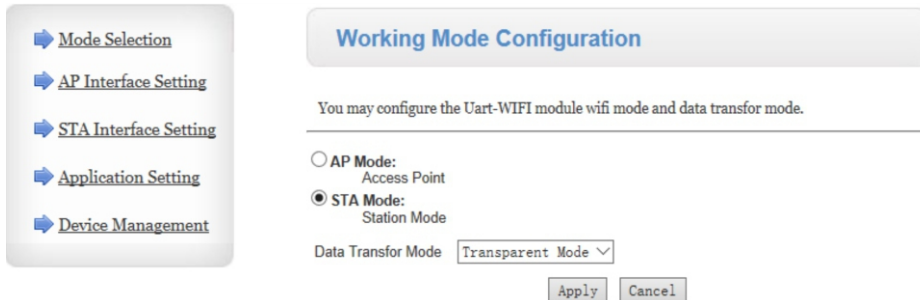 Mode Selection
AP Interface Setting
STA Interface Setting
Application Setting
Device Management
Working Mode Configuration
You may configure the Uart-WIFI module wifi mode and data transfor mode.
AP Mode:
Access Point
STA Mode:
Station Mode
Data Transfor Mode Transparent Mode
Apply Cancel